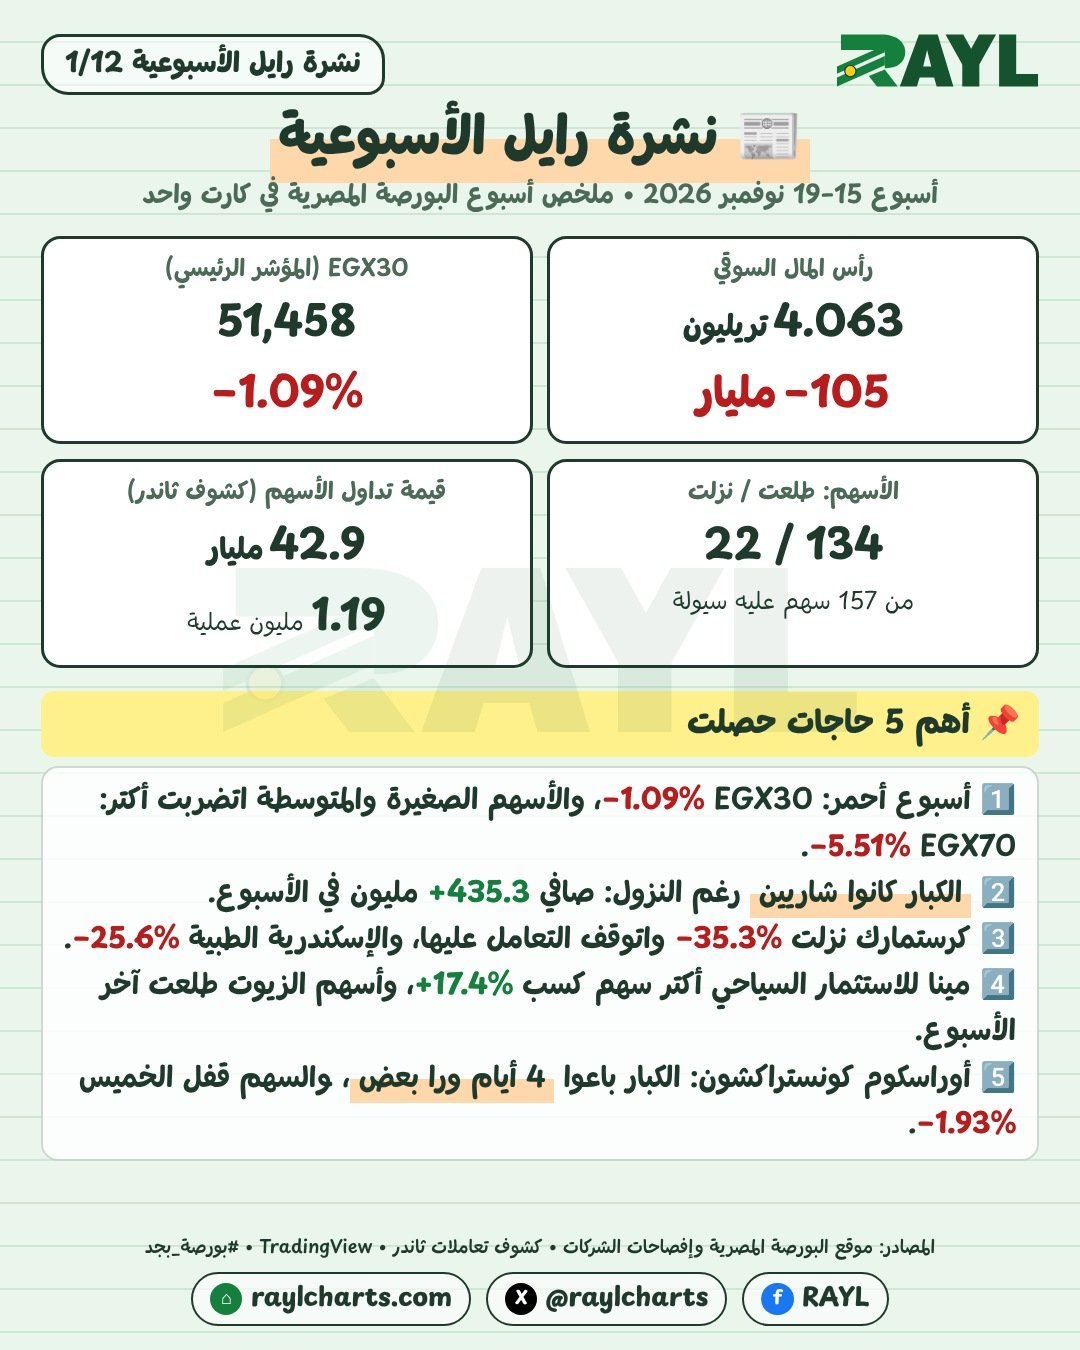 RAYL
نشرة رايل الأسبوعية 1/12
نشرة رايل الأسبوعية
أسبوع 15-19 نوفمبر 2026 • ملخص أسبوع البورصة المصرية في كارت واحد
رأس المال السوقي
4.063 تريليون
−105 مليار
EGX30 (المؤشر الرئيسي)
51,458
−1.09%
الأسهم: طلعت / نزلت
22 / 134
من 157 سهم عليه سيولة
قيمة تداول الأسهم (كشوف ثاندر)
42.9 مليار
1.19 مليون عملية
📌 أهم 5 حاجات حصلت
1 أسبوع أحمر: EGX30 −1.09%، والأسهم الصغيرة والمتوسطة اتضربت أكتر:
EGX70 −5.51%.
2 الكبار كانوا شاريين رغم النزول: صافي +435.3 مليون في الأسبوع.
3 كرستمارك نزلت −35.3% واتوقف التعامل عليها، والإسكندرية الطبية −25.6%.
4 مينا للاستثمار السياحي أكتر سهم كسب +17.4%، وأسهم الزيوت طلعت آخر
الأسبوع.
5 أوراسكوم كونستراكشون: الكبار باعوا 4 أيام ورا بعض، والسهم قفل الخميس
−1.93%.
المصادر: موقع البورصة المصرية وإفصاحات الشركات • كشوف تعاملات ثاندر • TradingView • #بورصة_بجد
RAYL
@raylcharts
raylcharts.com